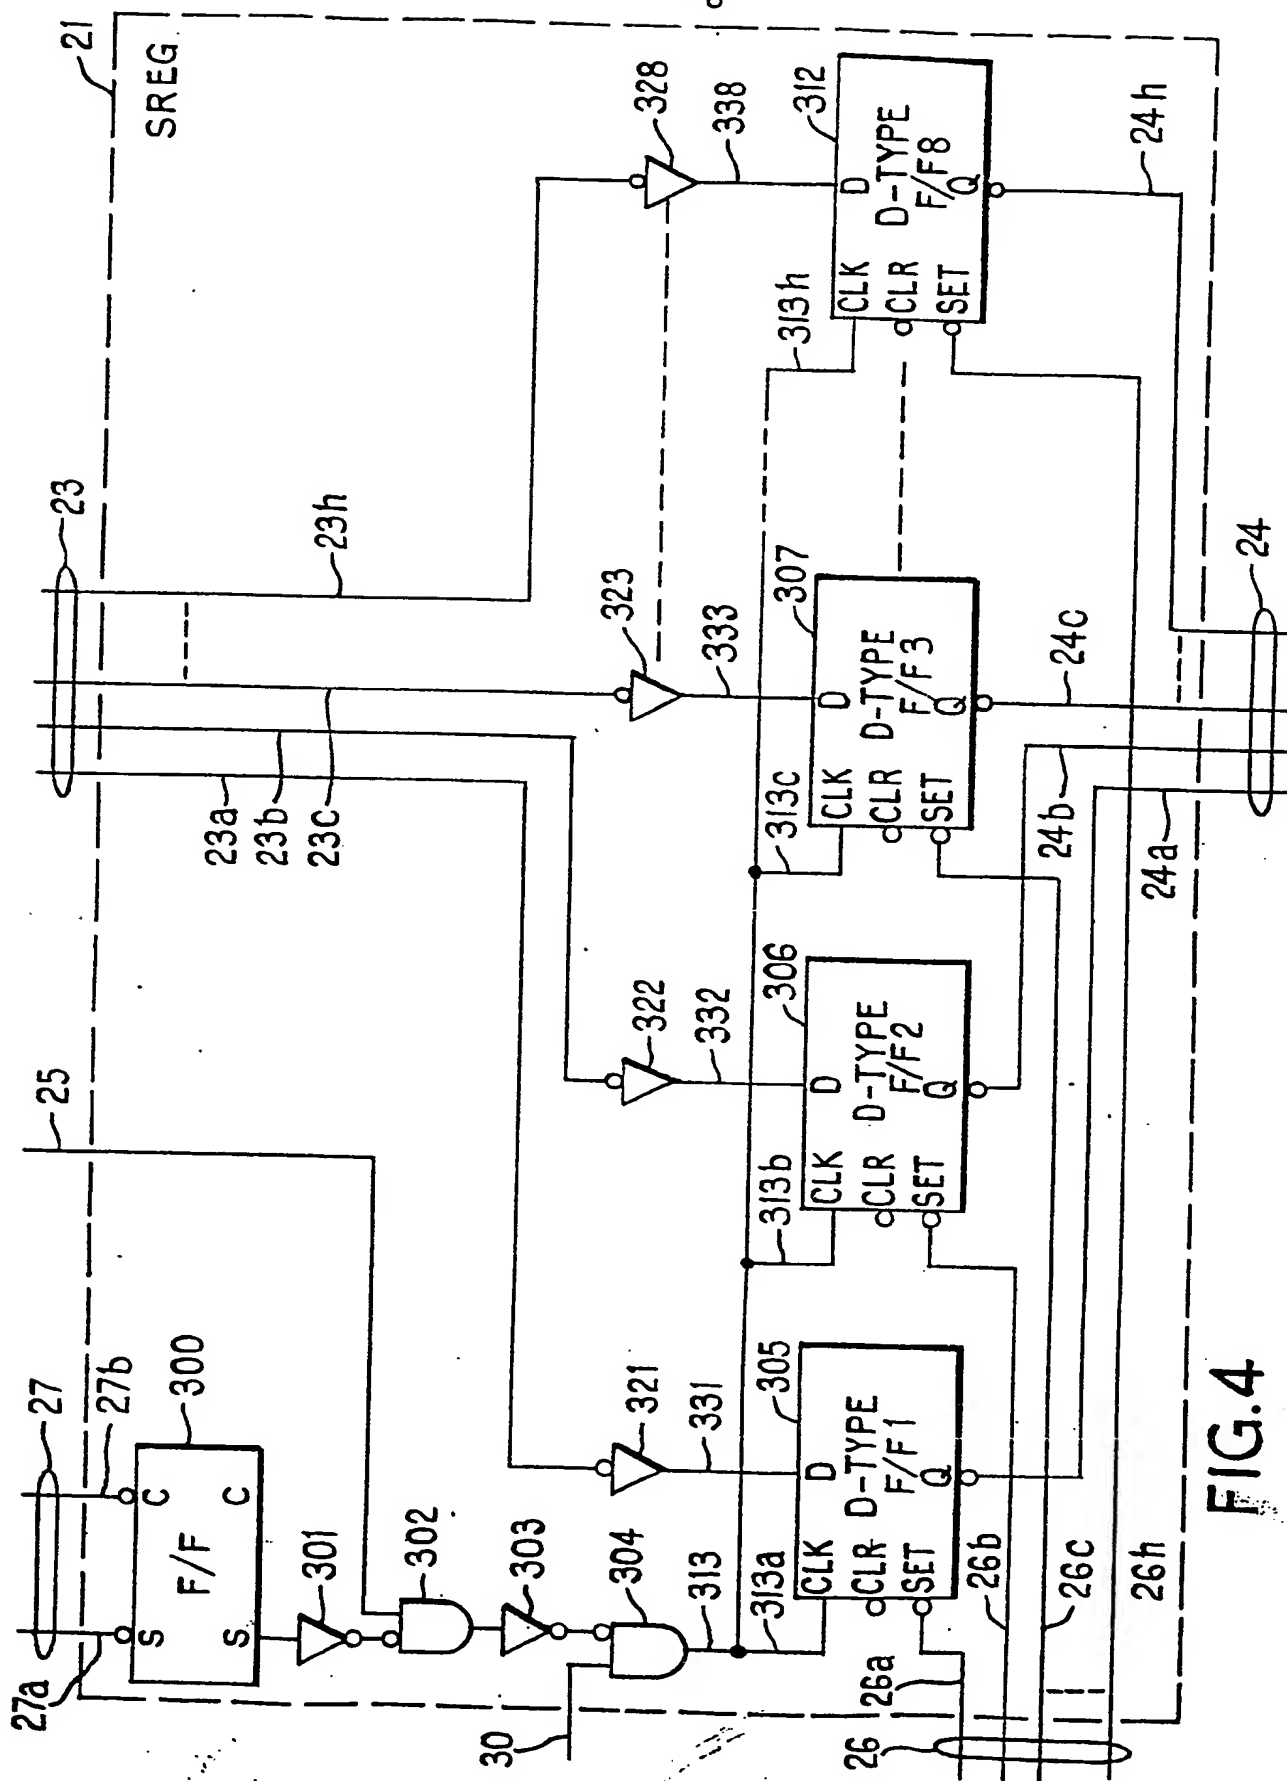 21
SREG
27
27a
27b
25
23
23a
23b
23c
23h
300
S
C
F/F
S
C
301
302
303
304
30
313
321
331
322
332
323
333
328
338
305
D
D-TYPE
F/F1
Q
CLK
CLR
SET
313a
306
D
D-TYPE
F/F2
Q
CLK
CLR
SET
313b
307
D
D-TYPE
F/F3
Q
CLK
CLR
SET
313c
312
D
D-TYPE
F/F8
Q
CLK
CLR
SET
313h
26
26a
26b
26c
26h
24a
24b
24c
24h
24
FIG.4